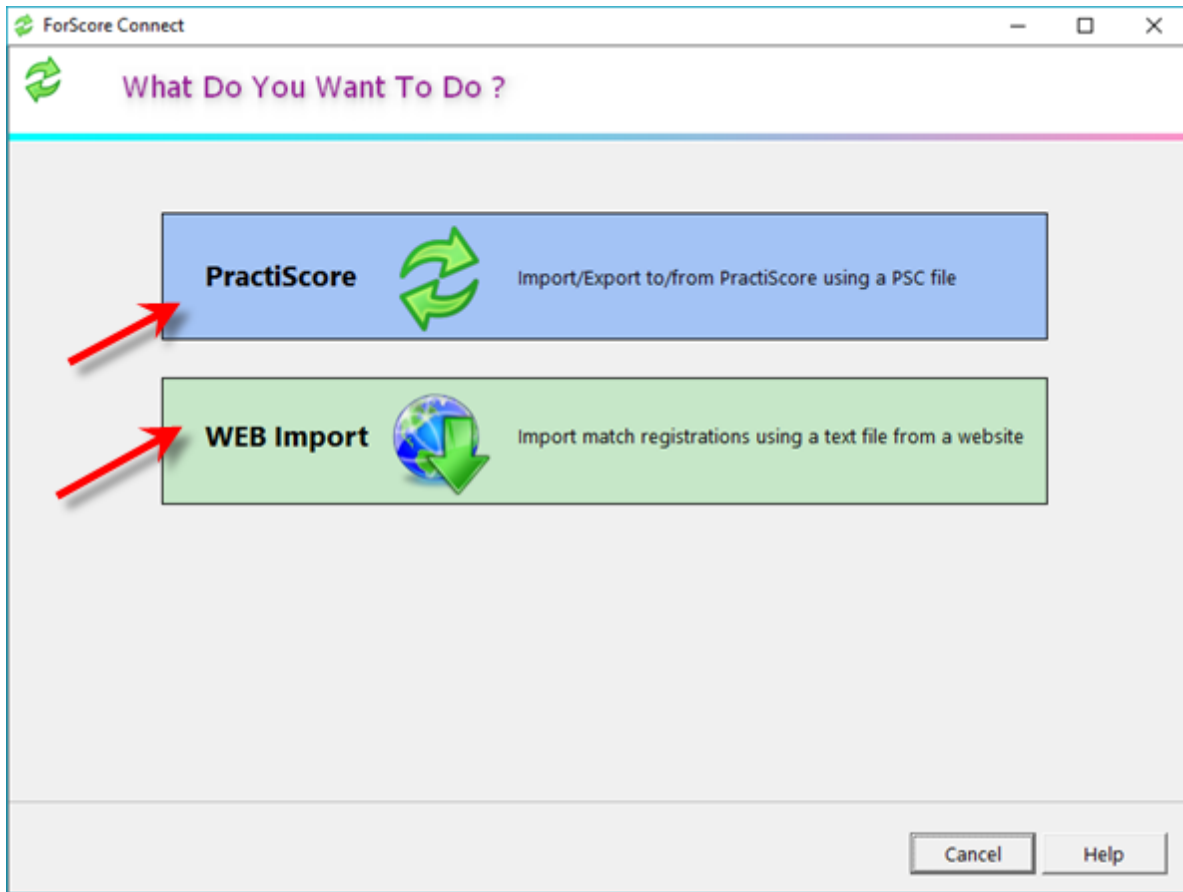 ForScore Connect
What Do You Want To Do ?
PractiScore
Import/Export to/from PractiScore using a PSC file
WEB Import
Import match registrations using a text file from a website
Cancel
Help